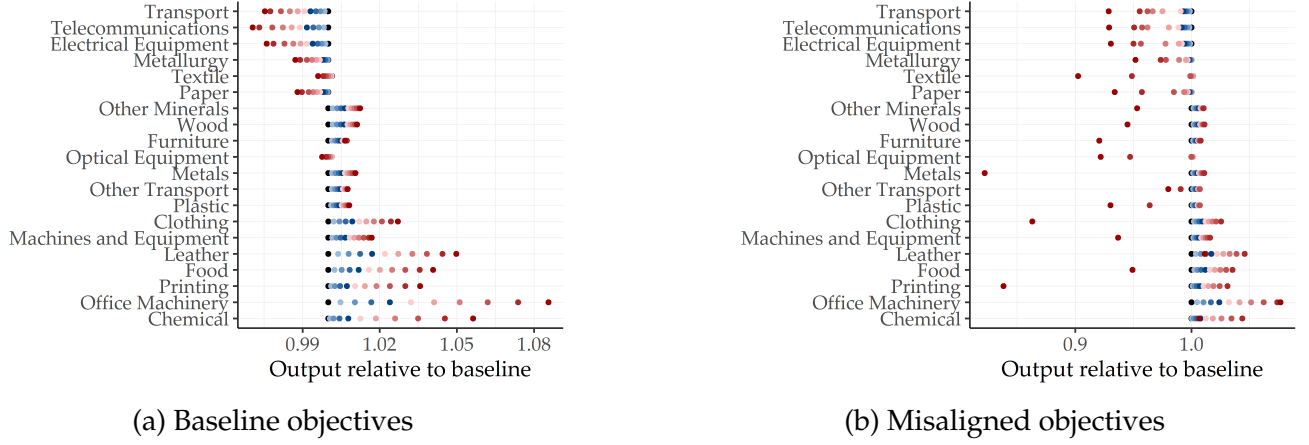 Transport
Telecommunications
Electrical Equipment
Metallurgy
Textile
Paper
Other Minerals
Wood
Furniture
Optical Equipment
Metals
Other Transport
Plastic
Clothing
Machines and Equipment
Leather
Food
Printing
Office Machinery
Chemical
0.99 1.02 1.05 1.08
Output relative to baseline
(a) Baseline objectives
Transport
Telecommunications
Electrical Equipment
Metallurgy
Textile
Paper
Other Minerals
Wood
Furniture
Optical Equipment
Metals
Other Transport
Plastic
Clothing
Machines and Equipment
Leather
Food
Printing
Office Machinery
Chemical
0.9 1.0
Output relative to baseline
(b) Misaligned objectives